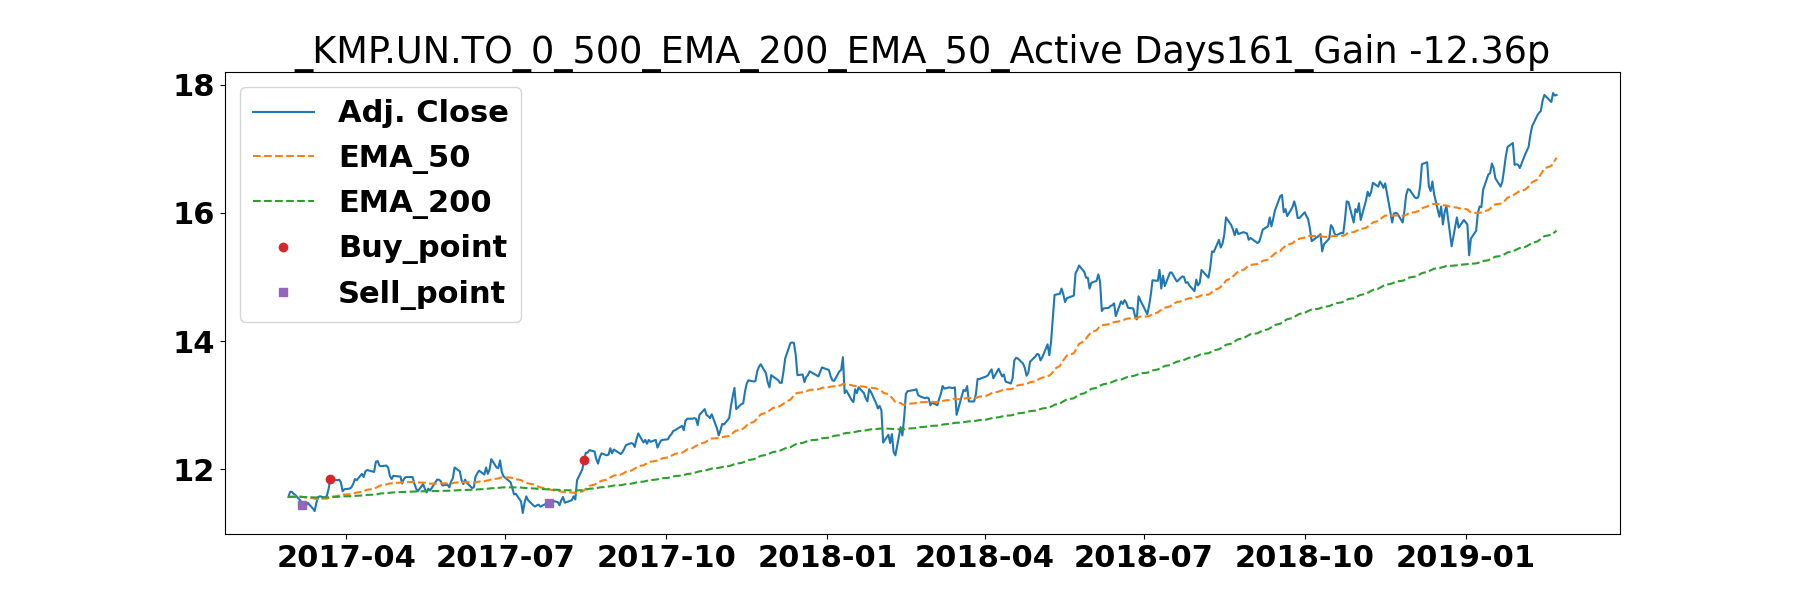 _KMP.UN.TO_0_500_EMA_200_EMA_50_Active Days161_Gain -12.36p
18
16
14
12
Adj. Close
EMA_50
EMA_200
Buy_point
Sell_point
2017-04 2017-07 2017-10 2018-01 2018-04 2018-07 2018-10 2019-01